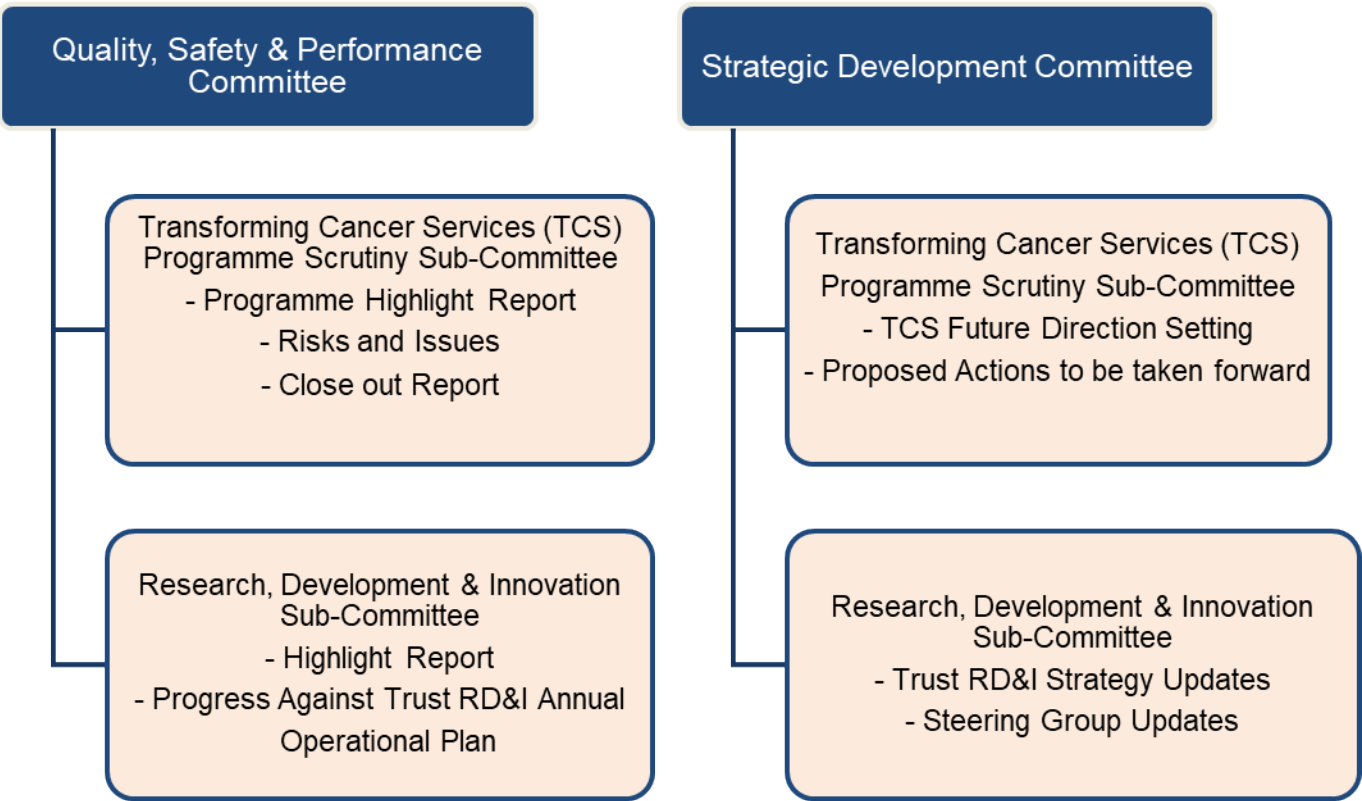 Quality, Safety & Performance
Committee
Transforming Cancer Services (TCS)
Programme Scrutiny Sub-Committee
- Programme Highlight Report
- Risks and Issues
- Close out Report
Research, Development & Innovation
Sub-Committee
- Highlight Report
- Progress Against Trust RD&I Annual
Operational Plan
Strategic Development Committee
Transforming Cancer Services (TCS)
Programme Scrutiny Sub-Committee
- TCS Future Direction Setting
- Proposed Actions to be taken forward
Research, Development & Innovation
Sub-Committee
- Trust RD&I Strategy Updates
- Steering Group Updates